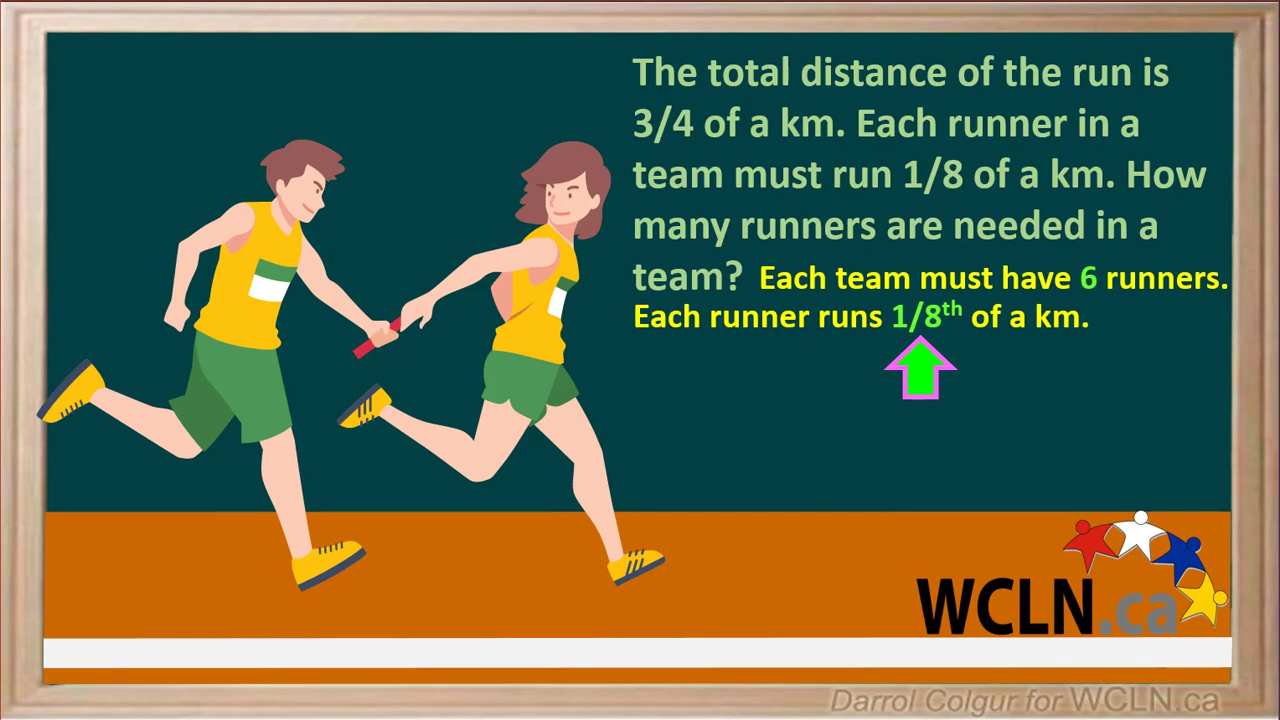 The total distance of the run is
3/4 of a km. Each runner in a
team must run 1/8 of a km. How
many runners are needed in a
team? Each team must have 6 runners.
Each runner runs 1/8th of a km.
WCLN.ca
Darrol Colgur for WCLN.ca